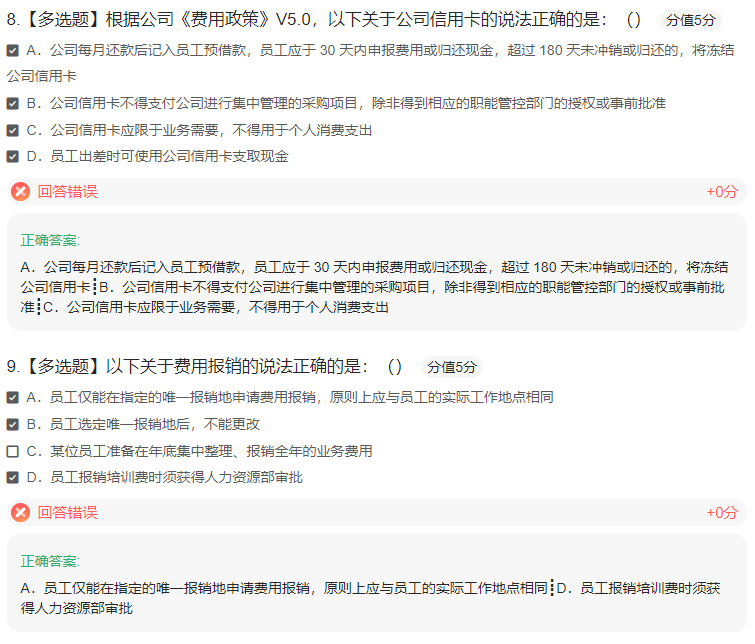 8.【多选题】根据公司《费用政策》V5.0，以下关于公司信用卡的说法正确的是：（） 分值5分
A．公司每月还款后记入员工预借款，员工应于 30 天内申报费用或归还现金，超过 180 天未冲销或归还的，将冻结
公司信用卡
B．公司信用卡不得支付公司进行集中管理的采购项目，除非得到相应的职能管控部门的授权或事前批准
C．公司信用卡应限于业务需要，不得用于个人消费支出
D．员工出差时可使用公司信用卡支取现金
回答错误 +0分
正确答案:
A．公司每月还款后记入员工预借款，员工应于 30 天内申报费用或归还现金，超过 180 天未冲销或归还的，将冻结
公司信用卡┋B．公司信用卡不得支付公司进行集中管理的采购项目，除非得到相应的职能管控部门的授权或事前批
准┋C．公司信用卡应限于业务需要，不得用于个人消费支出
9.【多选题】以下关于费用报销的说法正确的是：（） 分值5分
A．员工仅能在指定的唯一报销地申请费用报销，原则上应与员工的实际工作地点相同
B．员工选定唯一报销地后，不能更改
C．某位员工准备在年底集中整理、报销全年的业务费用
D．员工报销培训费时须获得人力资源部审批
回答错误 +0分
正确答案:
A．员工仅能在指定的唯一报销地申请费用报销，原则上应与员工的实际工作地点相同┋D．员工报销培训费时须获
得人力资源部审批